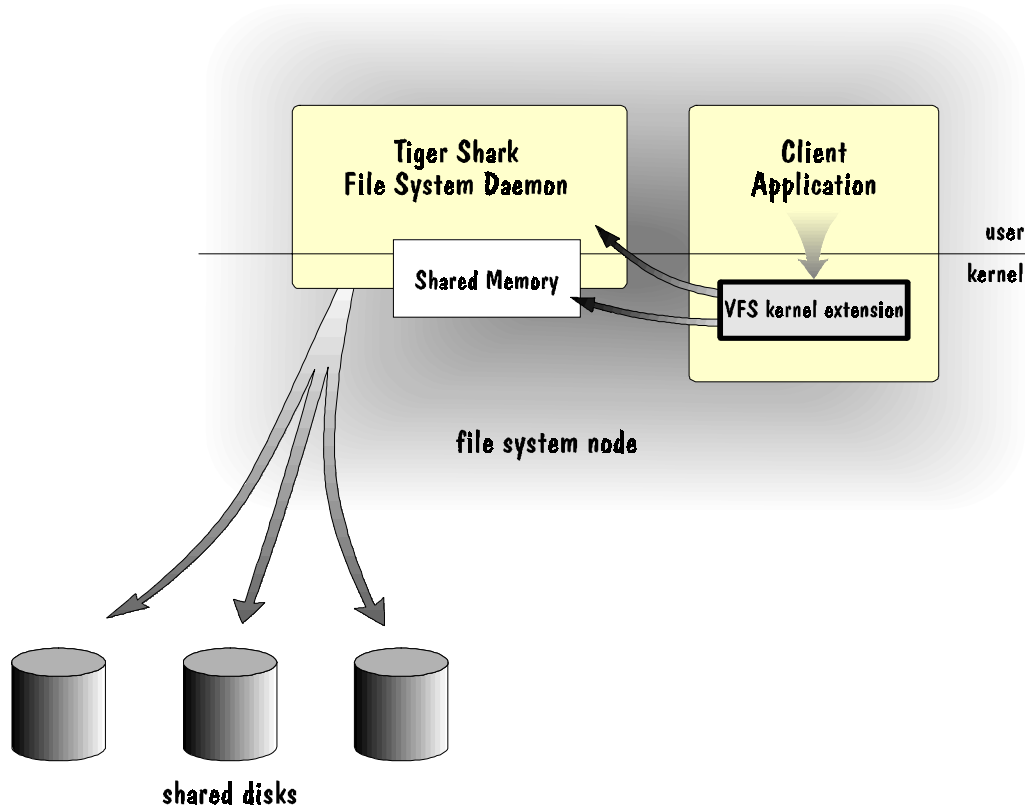 Tiger Shark
File System Daemon
Client
Application
user
kernel
Shared Memory
VFS kernel extension
file system node
shared disks